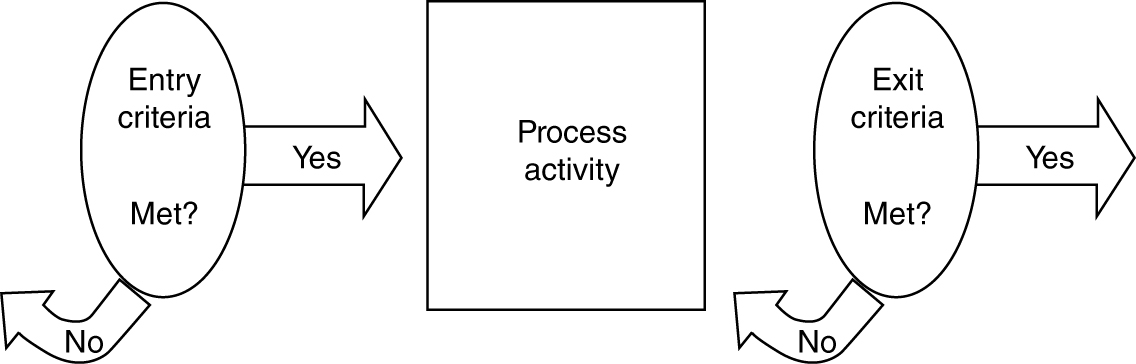 Entry
criteria
Met?
No
Yes
Process
activity
Exit
criteria
Met?
No
Yes